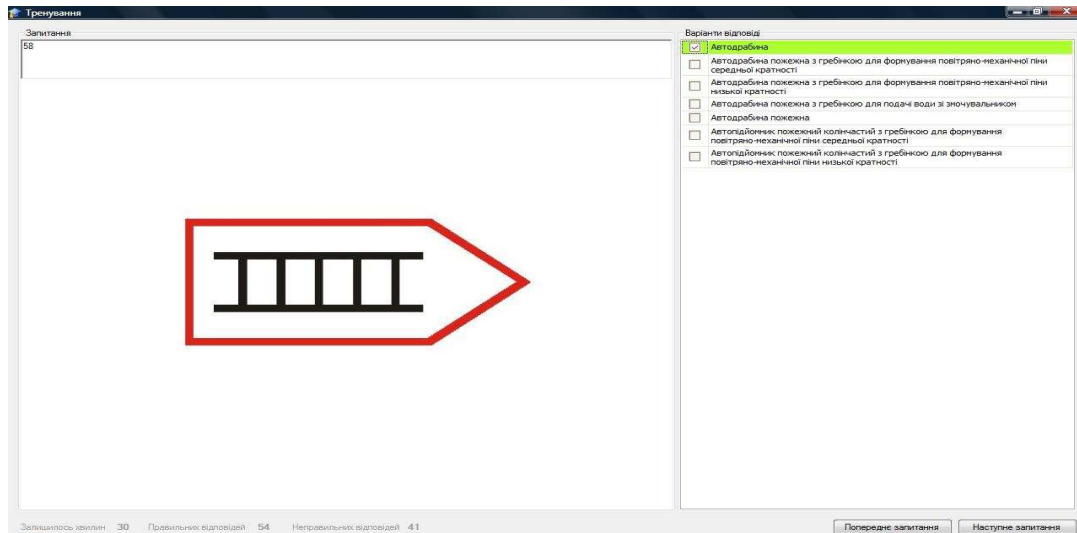 Тренування
Запитання
58
Варіанти відповіді
Автодрабина
Автодрабина пожежна з гребінкою для формування повітряно-механічної піни
середньої кратності
Автодрабина пожежна з гребінкою для формування повітряно-механічної піни
низької кратності
Автодрабина пожежна з гребінкою для подачі води зі змочувальником
Автодрабина пожежна
Автопідйомник пожежний колінчастий з гребінкою для формування
повітряно-механічної піни середньої кратності
Автопідйомник пожежний колінчастий з гребінкою для формування
повітряно-механічної піни низької кратності
Залишилось хвилин 30 Правильних відповідей 54 Неправильних відповідей 41
Попереднє запитання Наступне запитання